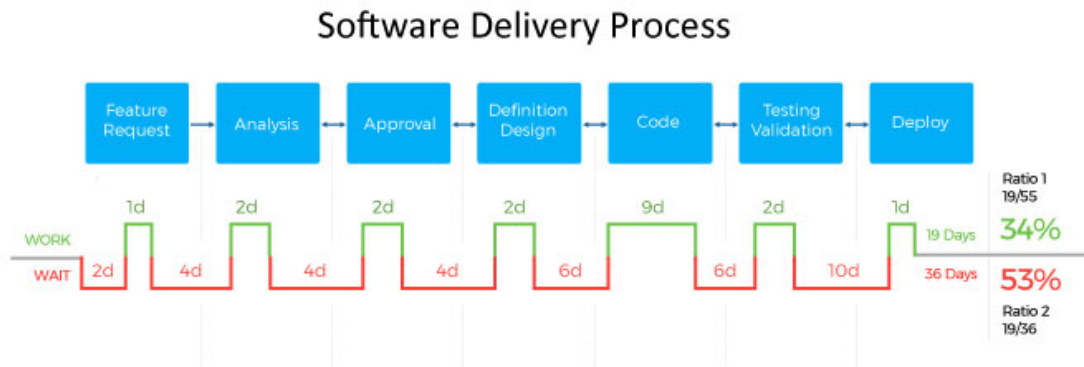 Software Delivery Process
Feature
Request
Analysis
Approval
Definition
Design
Code
Testing
Validation
Deploy
Ratio 1
19/55
34%
1d
2d
2d
2d
9d
2d
1d
WORK
19 Days
WAIT
2d
4d
4d
4d
6d
6d
10d
36 Days
53%
Ratio 2
19/36